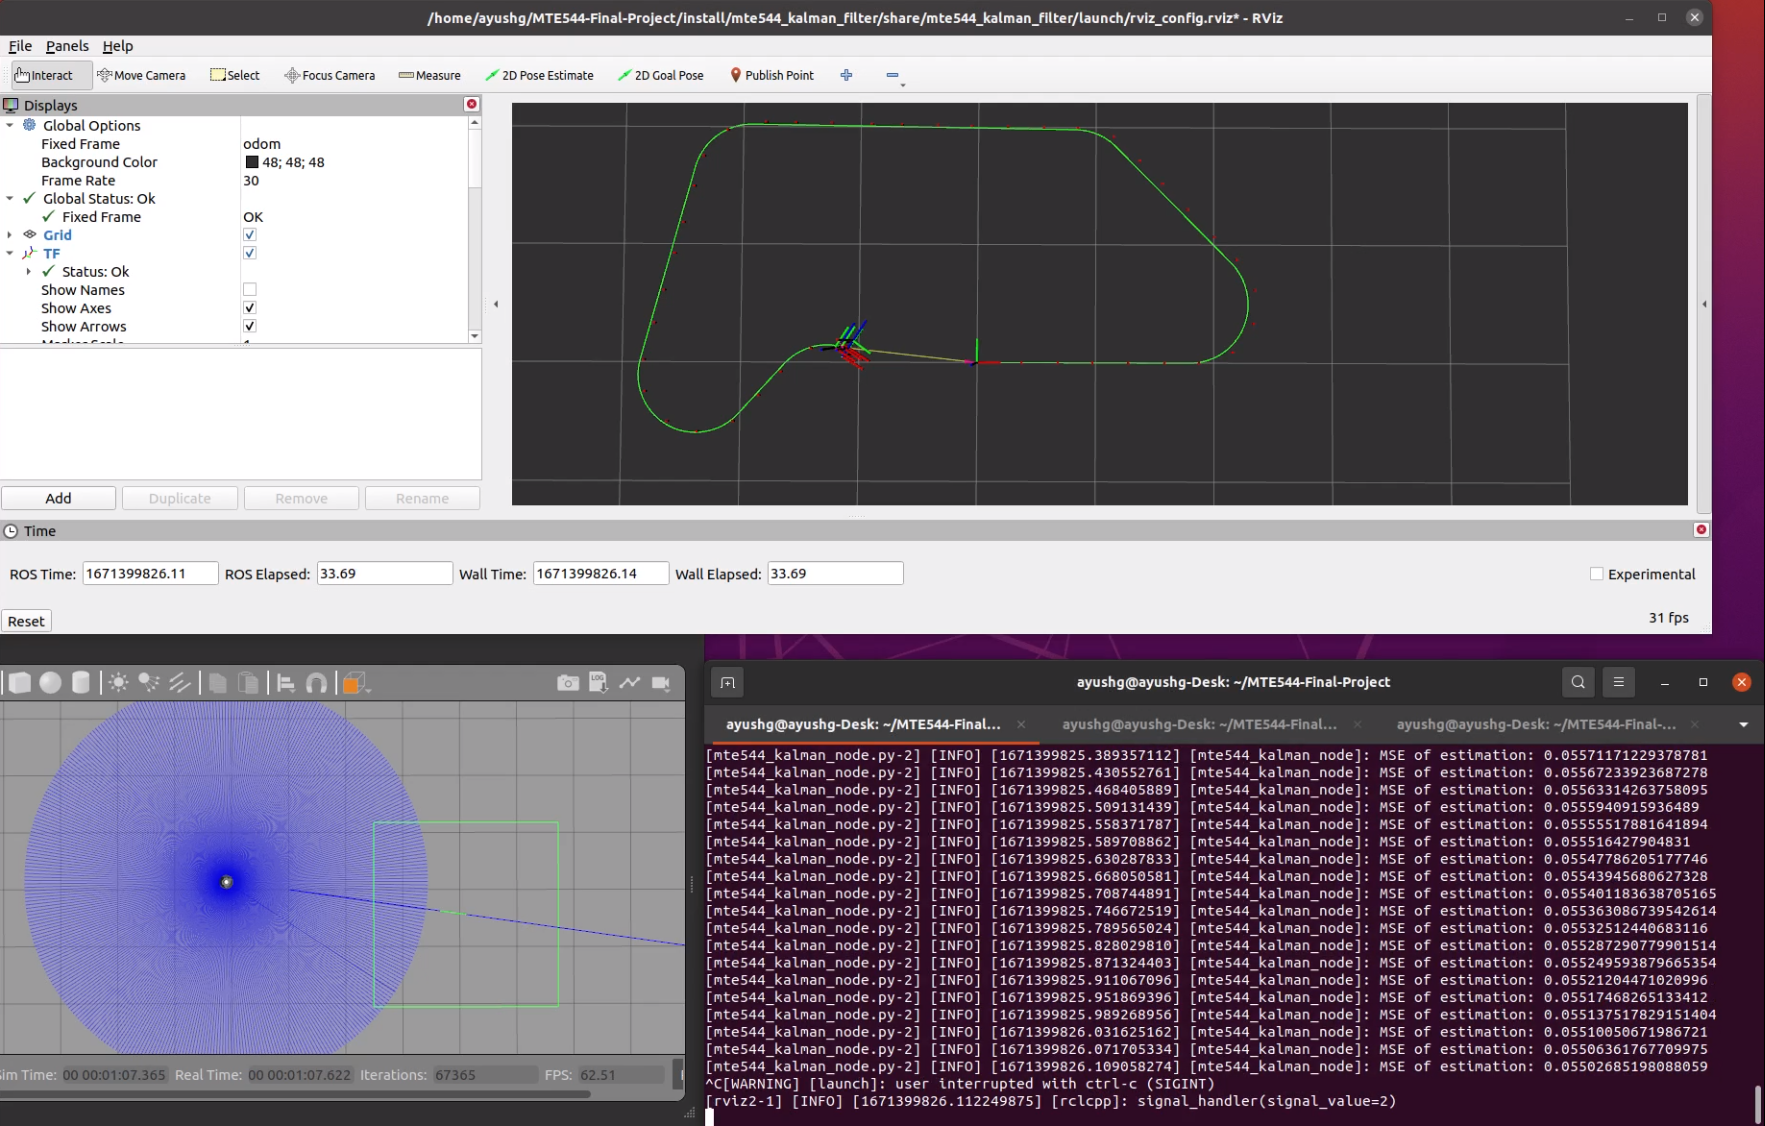 /home/ayushg/MTE544-Final-Project/install/mte544_kalman_filter/share/mte544_kalman_filter/launch/rviz_config.rviz* - RViz
File Panels Help
Interact Move Camera Select Focus Camera Measure 2D Pose Estimate 2D Goal Pose Publish Point
Displays
Global Options
Fixed Frame odom
Background Color 48; 48; 48
Frame Rate 30
Global Status: Ok
Fixed Frame OK
Grid
TF
Status: Ok
Show Names
Show Axes
Show Arrows
Add Duplicate Remove Rename
Time
ROS Time: 1671399826.11 ROS Elapsed: 33.69 Wall Time: 1671399826.14 Wall Elapsed: 33.69 Experimental
Reset 31 fps
LOG
im Time: 00 00:01:07.365 Real Time: 00 00:01:07.622 Iterations: 67365 FPS: 62.51
ayushg@ayushg-Desk: ~/MTE544-Final-Project
ayushg@ayushg-Desk: ~/MTE544-Final... ayushg@ayushg-Desk: ~/MTE544-Final... ayushg@ayushg-Desk: ~/MTE544-Final-...
[mte544_kalman_node.py-2] [INFO] [1671399825.389357112] [mte544_kalman_node]: MSE of estimation: 0.0557117122937878​1
[mte544_kalman_node.py-2] [INFO] [1671399825.430552761] [mte544_kalman_node]: MSE of estimation: 0.05567233923687278
[mte544_kalman_node.py-2] [INFO] [1671399825.468405889] [mte544_kalman_node]: MSE of estimation: 0.05563314263758095
[mte544_kalman_node.py-2] [INFO] [1671399825.509131439] [mte544_kalman_node]: MSE of estimation: 0.0555940915936489
[mte544_kalman_node.py-2] [INFO] [1671399825.558371787] [mte544_kalman_node]: MSE of estimation: 0.05555517881641894
[mte544_kalman_node.py-2] [INFO] [1671399825.589708862] [mte544_kalman_node]: MSE of estimation: 0.055516427904831
[mte544_kalman_node.py-2] [INFO] [1671399825.630287833] [mte544_kalman_node]: MSE of estimation: 0.05547786205177746
[mte544_kalman_node.py-2] [INFO] [1671399825.668050581] [mte544_kalman_node]: MSE of estimation: 0.05543945680627328
[mte544_kalman_node.py-2] [INFO] [1671399825.708744891] [mte544_kalman_node]: MSE of estimation: 0.055401183638705165
[mte544_kalman_node.py-2] [INFO] [1671399825.746672519] [mte544_kalman_node]: MSE of estimation: 0.055363086739542614
[mte544_kalman_node.py-2] [INFO] [1671399825.789565024] [mte544_kalman_node]: MSE of estimation: 0.05532512440683116
[mte544_kalman_node.py-2] [INFO] [1671399825.828029810] [mte544_kalman_node]: MSE of estimation: 0.055287290779901514
[mte544_kalman_node.py-2] [INFO] [1671399825.871324403] [mte544_kalman_node]: MSE of estimation: 0.055249593879665354
[mte544_kalman_node.py-2] [INFO] [1671399825.911067096] [mte544_kalman_node]: MSE of estimation: 0.05521204471020996
[mte544_kalman_node.py-2] [INFO] [1671399825.951869396] [mte544_kalman_node]: MSE of estimation: 0.05517468265133412
[mte544_kalman_node.py-2] [INFO] [1671399825.989268956] [mte544_kalman_node]: MSE of estimation: 0.055137517829151404
[mte544_kalman_node.py-2] [INFO] [1671399826.031625162] [mte544_kalman_node]: MSE of estimation: 0.05510050671986721
[mte544_kalman_node.py-2] [INFO] [1671399826.071705334] [mte544_kalman_node]: MSE of estimation: 0.05506361767709975
[mte544_kalman_node.py-2] [INFO] [1671399826.109058274] [mte544_kalman_node]: MSE of estimation: 0.05502685198088059
^C[WARNING] [launch]: user interrupted with ctrl-c (SIGINT)
[rviz2-1] [INFO] [1671399826.112249875] [rclcpp]: signal_handler(signal_value=2)